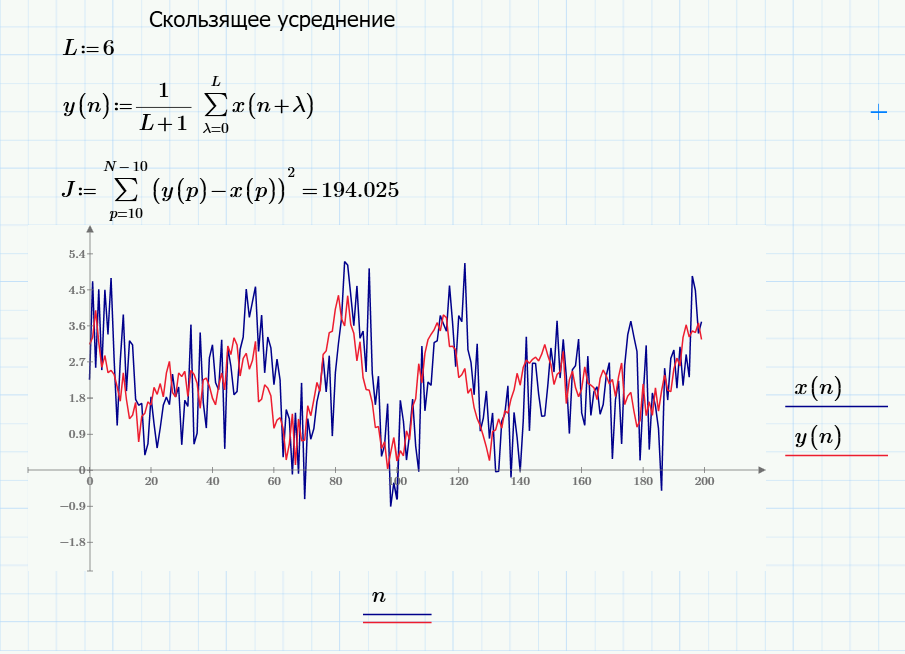 Скользящее усреднение
L:=6
y(n):= 1/(L+1) ∑_{λ=0}^{L} x(n+λ)
J:= ∑_{p=10}^{N−10} (y(p)−x(p))² =194.025
5.4
4.5
3.6
2.7
1.8
0.9
0
−0.9
−1.8
0 20 40 60 80 100 120 140 160 180 200
x(n)
y(n)
n